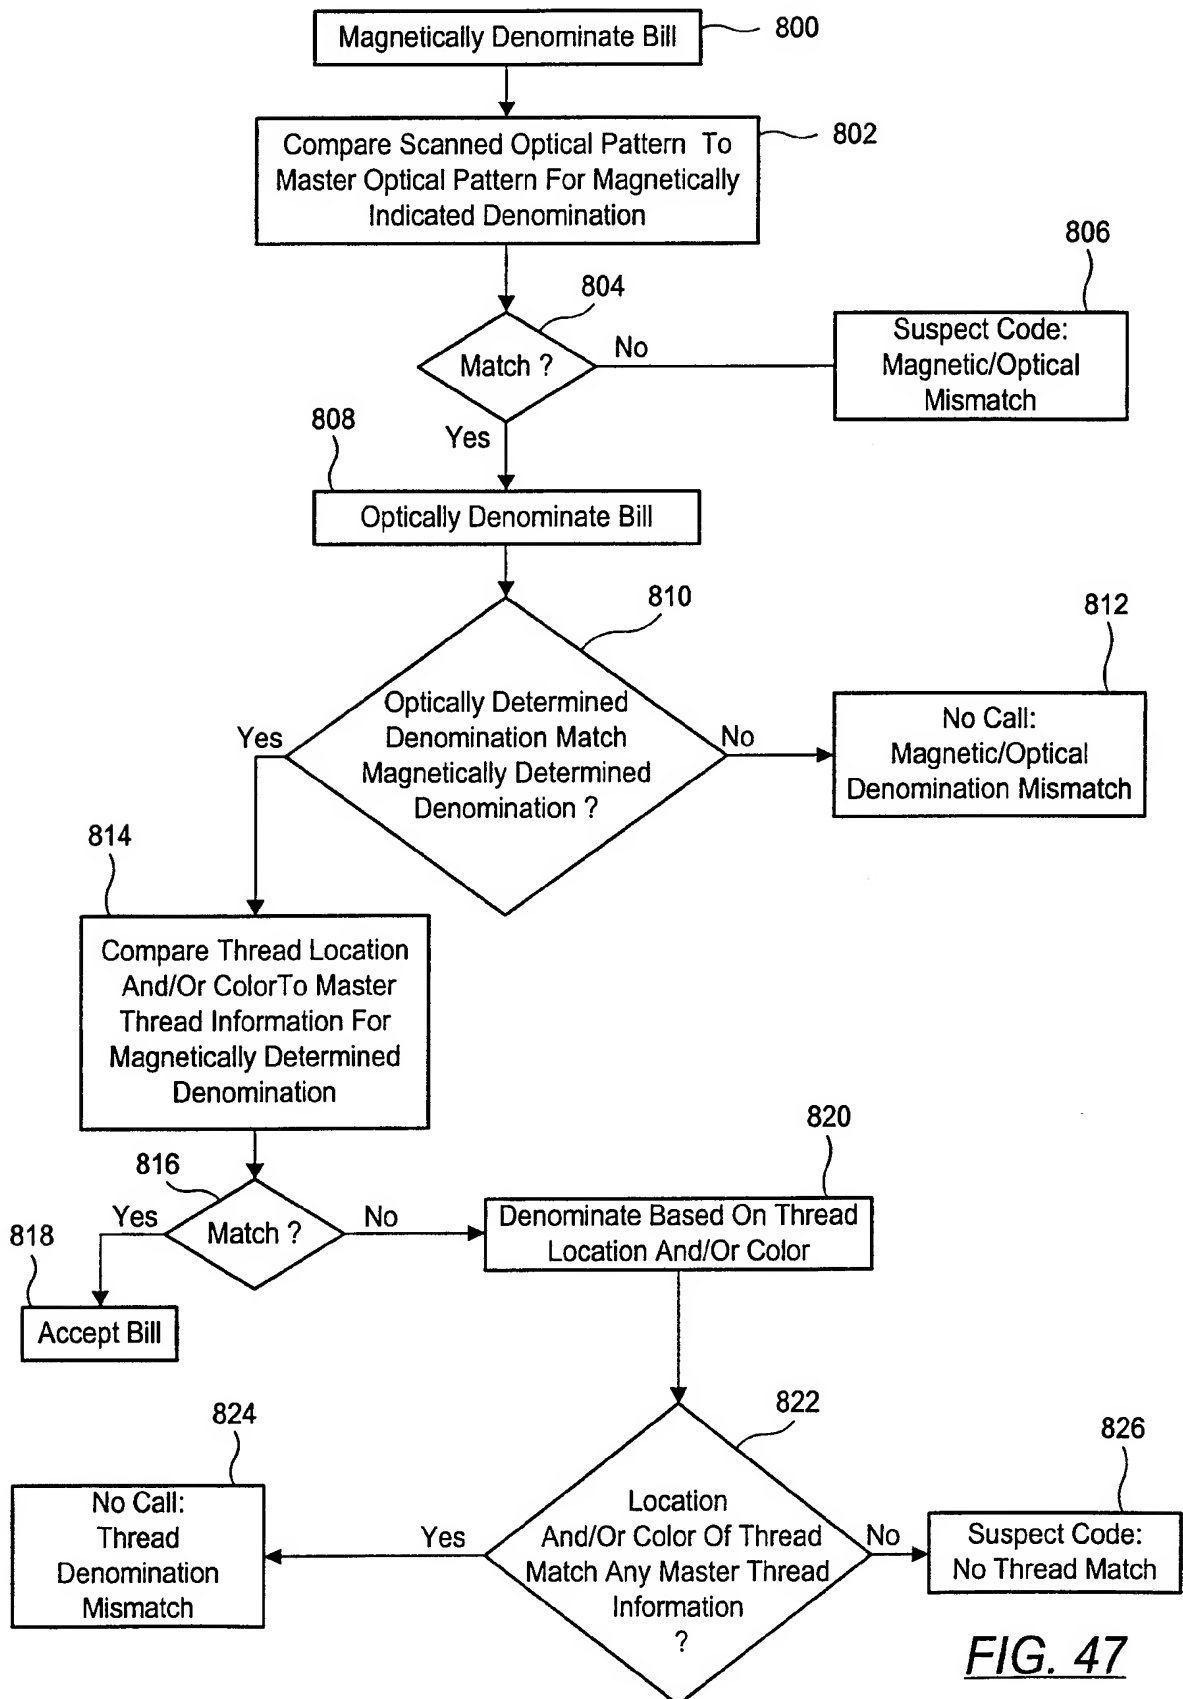 Magnetically Denominate Bill
800
Compare Scanned Optical Pattern To
Master Optical Pattern For Magnetically
Indicated Denomination
802
804
Match ?
No
806
Suspect Code:
Magnetic/Optical
Mismatch
Yes
808
Optically Denominate Bill
810
Optically Determined
Denomination Match
Magnetically Determined
Denomination ?
Yes
No
812
No Call:
Magnetic/Optical
Denomination Mismatch
814
Compare Thread Location
And/Or ColorTo Master
Thread Information For
Magnetically Determined
Denomination
816
Match ?
Yes
No
818
Accept Bill
820
Denominate Based On Thread
Location And/Or Color
822
Location
And/Or Color Of Thread
Match Any Master Thread
Information
?
Yes
No
824
No Call:
Thread
Denomination
Mismatch
826
Suspect Code:
No Thread Match
FIG. 47